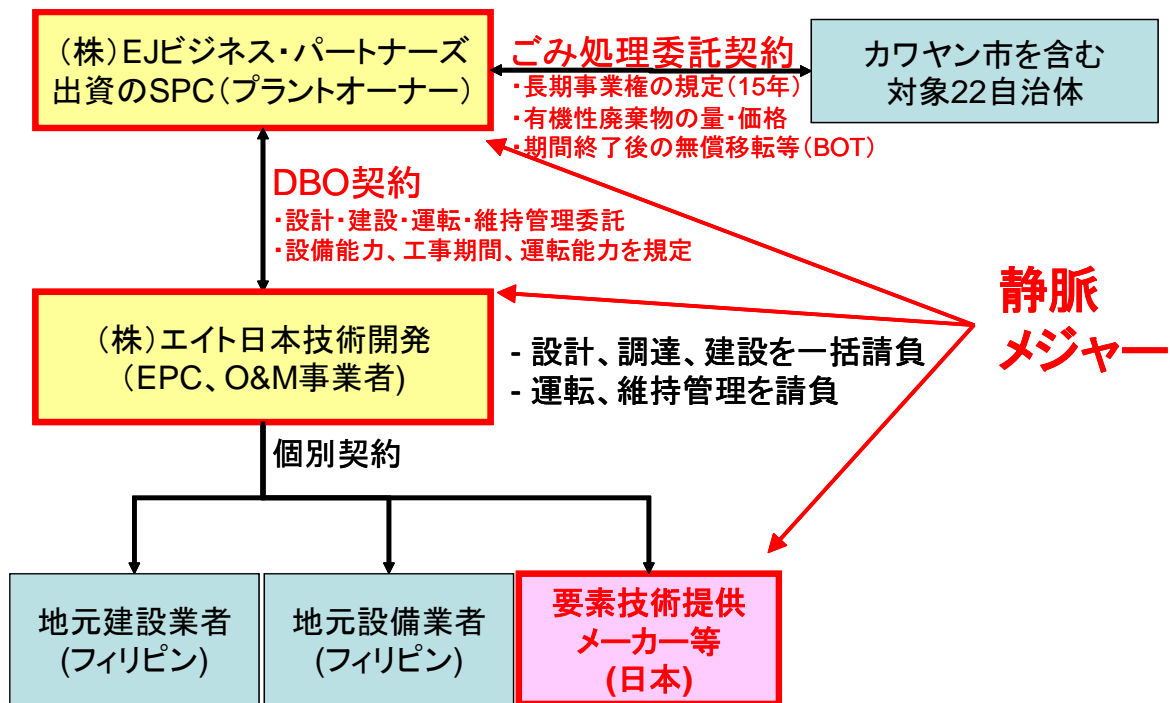 (株)EJビジネス・パートナーズ
出資のSPC(プラントオーナー)
ごみ処理委託契約
・長期事業権の規定(15年)
・有機性廃棄物の量・価格
・期間終了後の無償移転等(BOT)
カワヤン市を含む
対象22自治体
DBO契約
・設計・建設・運転・維持管理委託
・設備能力、工事期間、運転能力を規定
静脈
メジャー
(株)エイト日本技術開発
(EPC、O&M事業者)
- 設計、調達、建設を一括請負
- 運転、維持管理を請負
個別契約
地元建設業者
(フィリピン)
地元設備業者
(フィリピン)
要素技術提供
メーカー等
(日本)